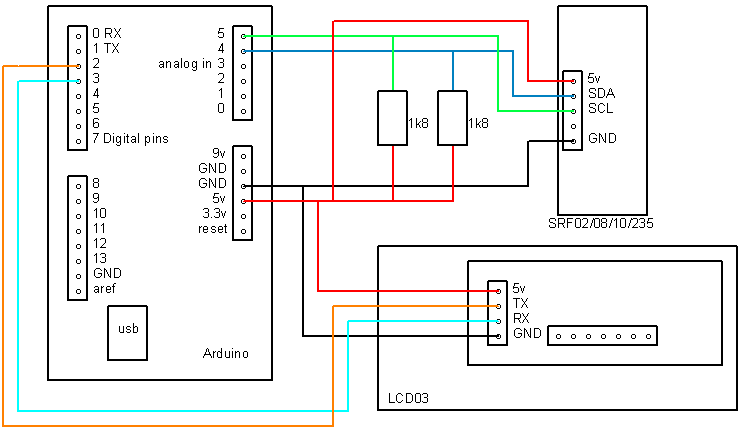 0 RX
1 TX
2
3
4
5
6
7 Digital pins
8
9
10
11
12
13
GND
aref
usb
Arduino
5
4
analog in 3
2
1
0
9v
GND
GND
5v
3.3v
reset
1k8
1k8
5v
SDA
SCL
GND
SRF02/08/10/235
5v
TX
RX
GND
LCD03